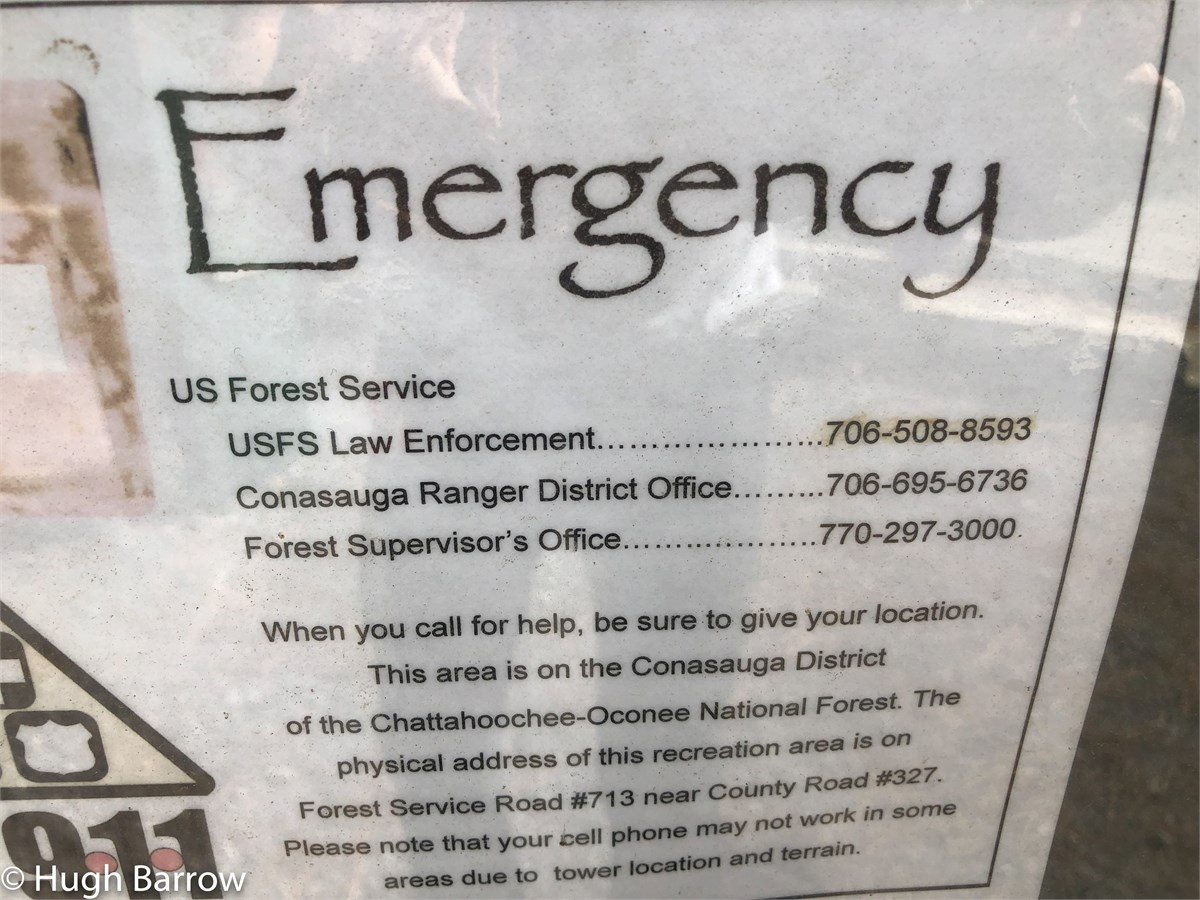 Emergency
US Forest Service
USFS Law Enforcement.....................706-508-8593
Conasauga Ranger District Office.........706-695-6736
Forest Supervisor's Office...................770-297-3000.
When you call for help, be sure to give your location.
This area is on the Conasauga District
of the Chattahoochee-Oconee National Forest. The
physical address of this recreation area is on
Forest Service Road #713 near County Road #327.
Please note that your cell phone may not work in some
areas due to tower location and terrain.
911
© Hugh Barrow